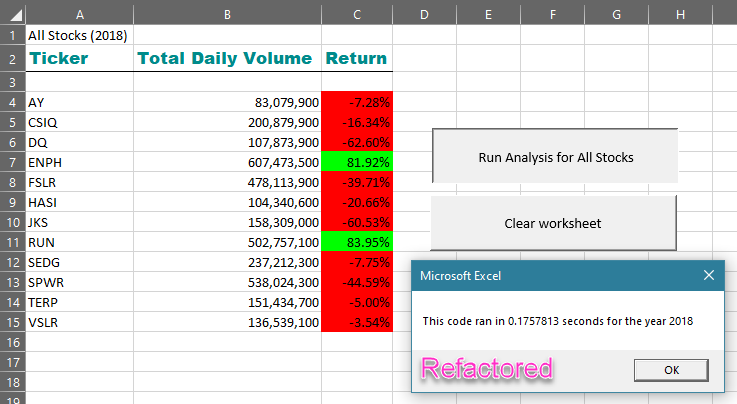 A B C D E F G H
1 All Stocks (2018)
2 Ticker Total Daily Volume Return
3
4 AY 83,079,900 -7.28%
5 CSIQ 200,879,900 -16.34%
6 DQ 107,873,900 -62.60%
7 ENPH 607,473,500 81.92%
8 FSLR 478,113,900 -39.71%
9 HASI 104,340,600 -20.66%
10 JKS 158,309,000 -60.53%
11 RUN 502,757,100 83.95%
12 SEDG 237,212,300 -7.75%
13 SPWR 538,024,300 -44.59%
14 TERP 151,434,700 -5.00%
15 VSLR 136,539,100 -3.54%
16
17
18
19
Run Analysis for All Stocks
Clear worksheet
Microsoft Excel
This code ran in 0.1757813 seconds for the year 2018
Refactored
OK